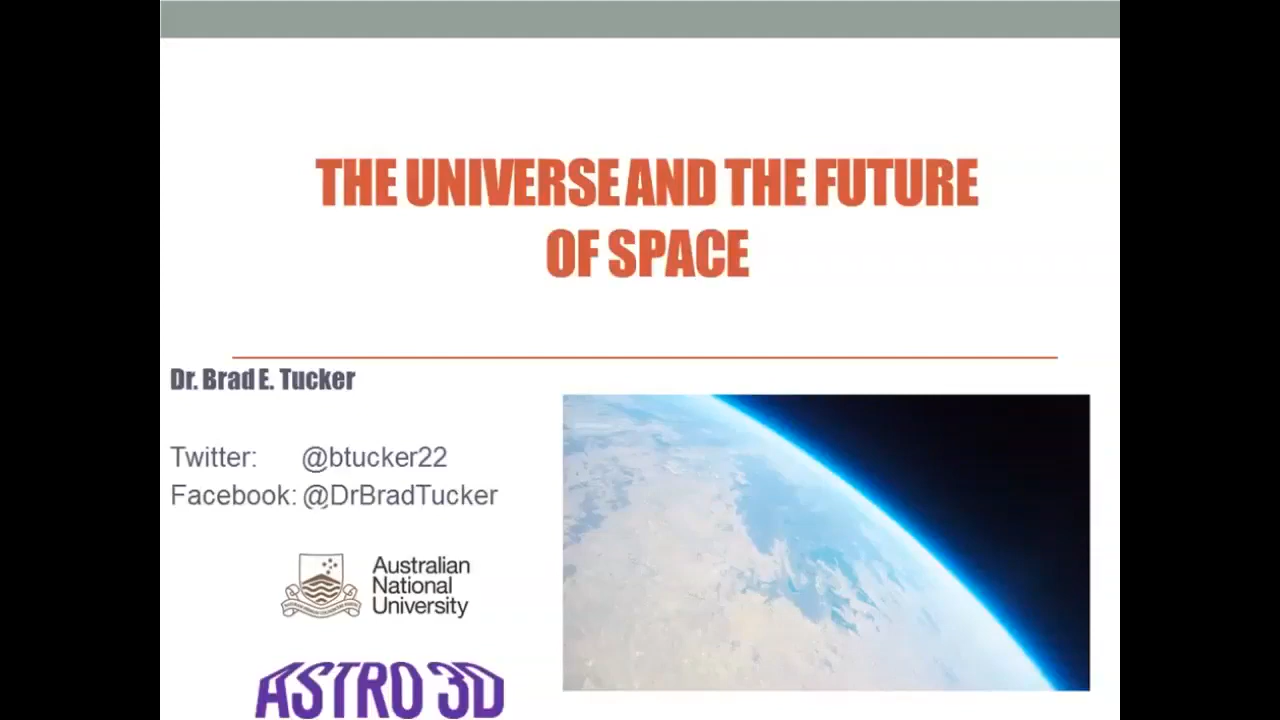 THE UNIVERSE AND THE FUTURE
OF SPACE
Dr. Brad E. Tucker
Twitter: @btucker22
Facebook: @DrBradTucker
Australian
National
University
ASTRO 3D